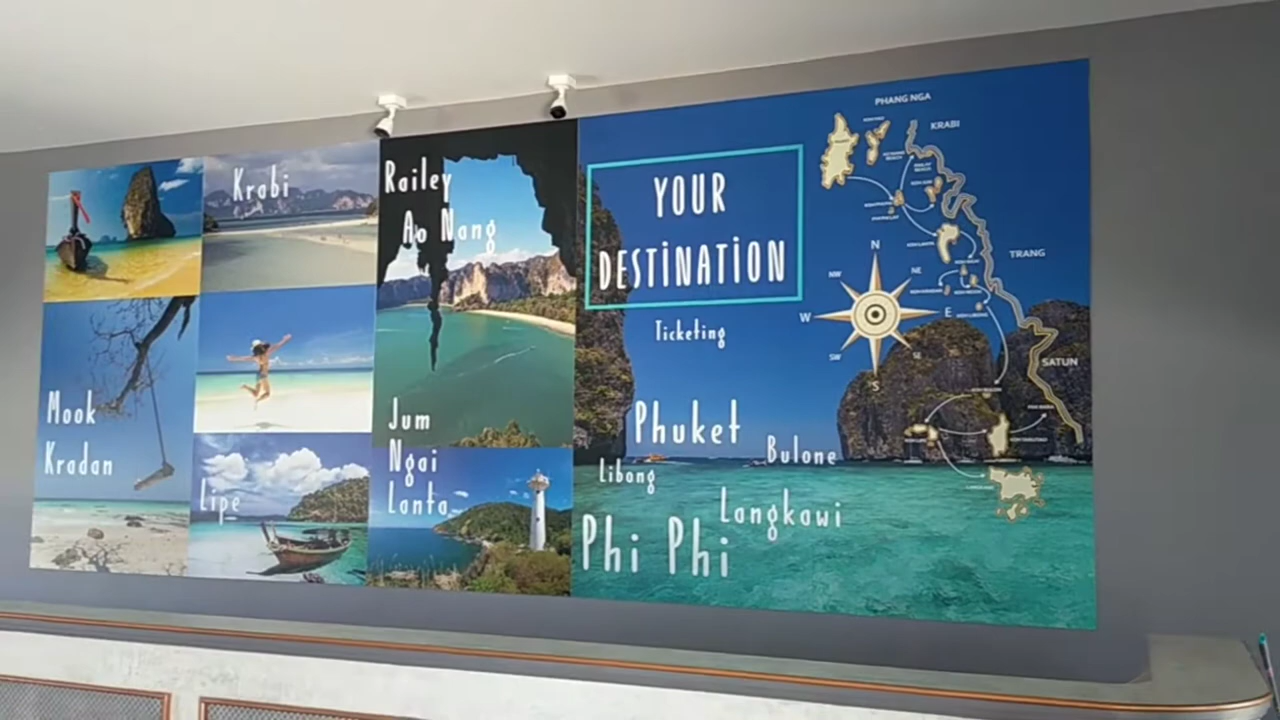 Krabi
Railey
Ao Nang
Mook
Kradan
Lipe
Jum
Ngai
Lanta
YOUR
DESTINATION
Ticketing
Phuket
Bulone
Libong
Langkawi
Phi Phi
PHANG NGA
KRABI
TRANG
SATUN
N
NW
NE
W
E
SW
SE
S